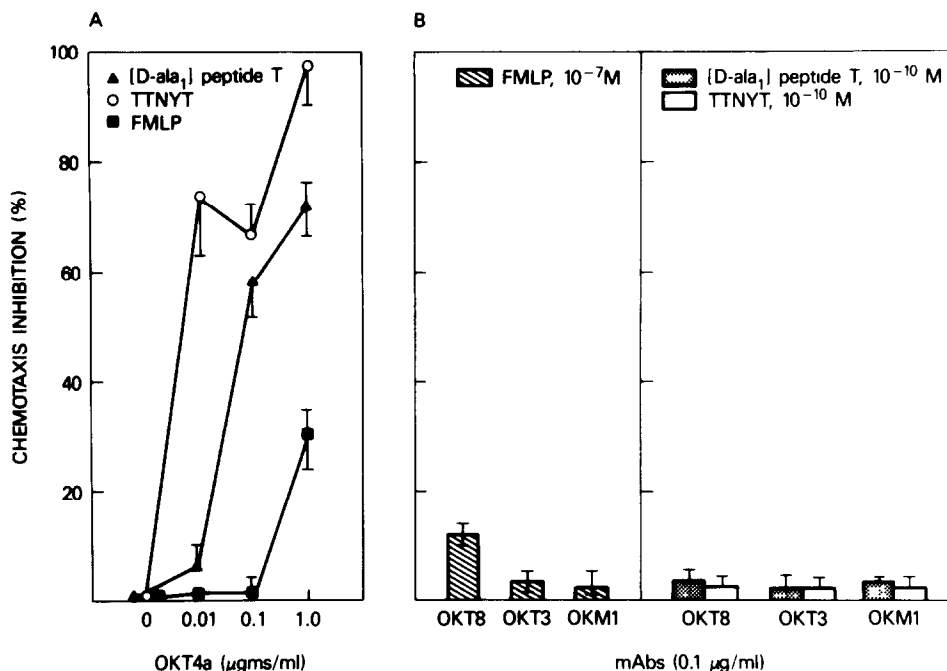 A
B
CHEMOTAXIS INHIBITION (%)
100
80
60
40
20
[D-ala₁] peptide T
TTNYT
FMLP
0 0.01 0.1 1.0
OKT4a (µgms/ml)
FMLP, 10⁻⁷M
[D-ala₁] peptide T, 10⁻¹⁰ M
TTNYT, 10⁻¹⁰ M
OKT8 OKT3 OKM1
OKT8 OKT3 OKM1
mAbs (0.1 µg/ml)